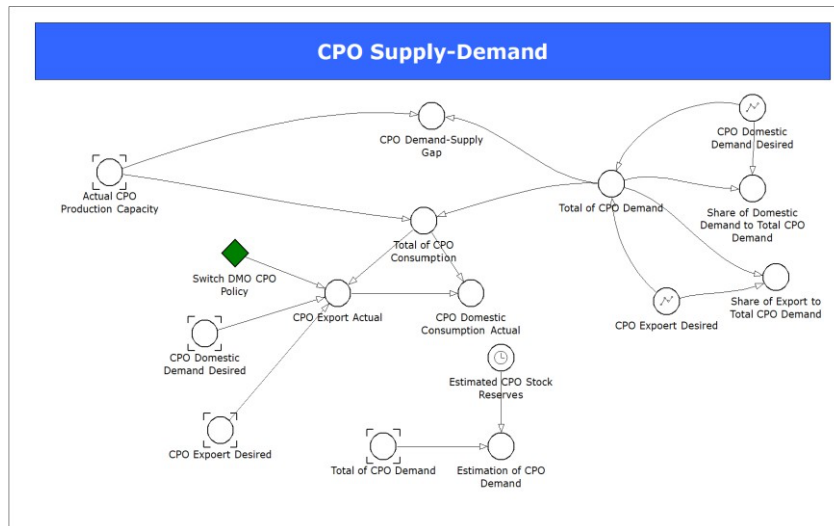 CPO Supply-Demand
CPO Demand-Supply
Gap
CPO Domestic
Demand Desired
Actual CPO
Production Capacity
Total of CPO Demand
Share of Domestic
Demand to Total CPO
Demand
Total of CPO
Consumption
Switch DMO CPO
Policy
CPO Export Actual
CPO Domestic
Consumption Actual
CPO Expoert Desired
Share of Export to
Total CPO Demand
CPO Domestic
Demand Desired
Estimated CPO Stock
Reserves
CPO Expoert Desired
Total of CPO Demand
Estimation of CPO
Demand